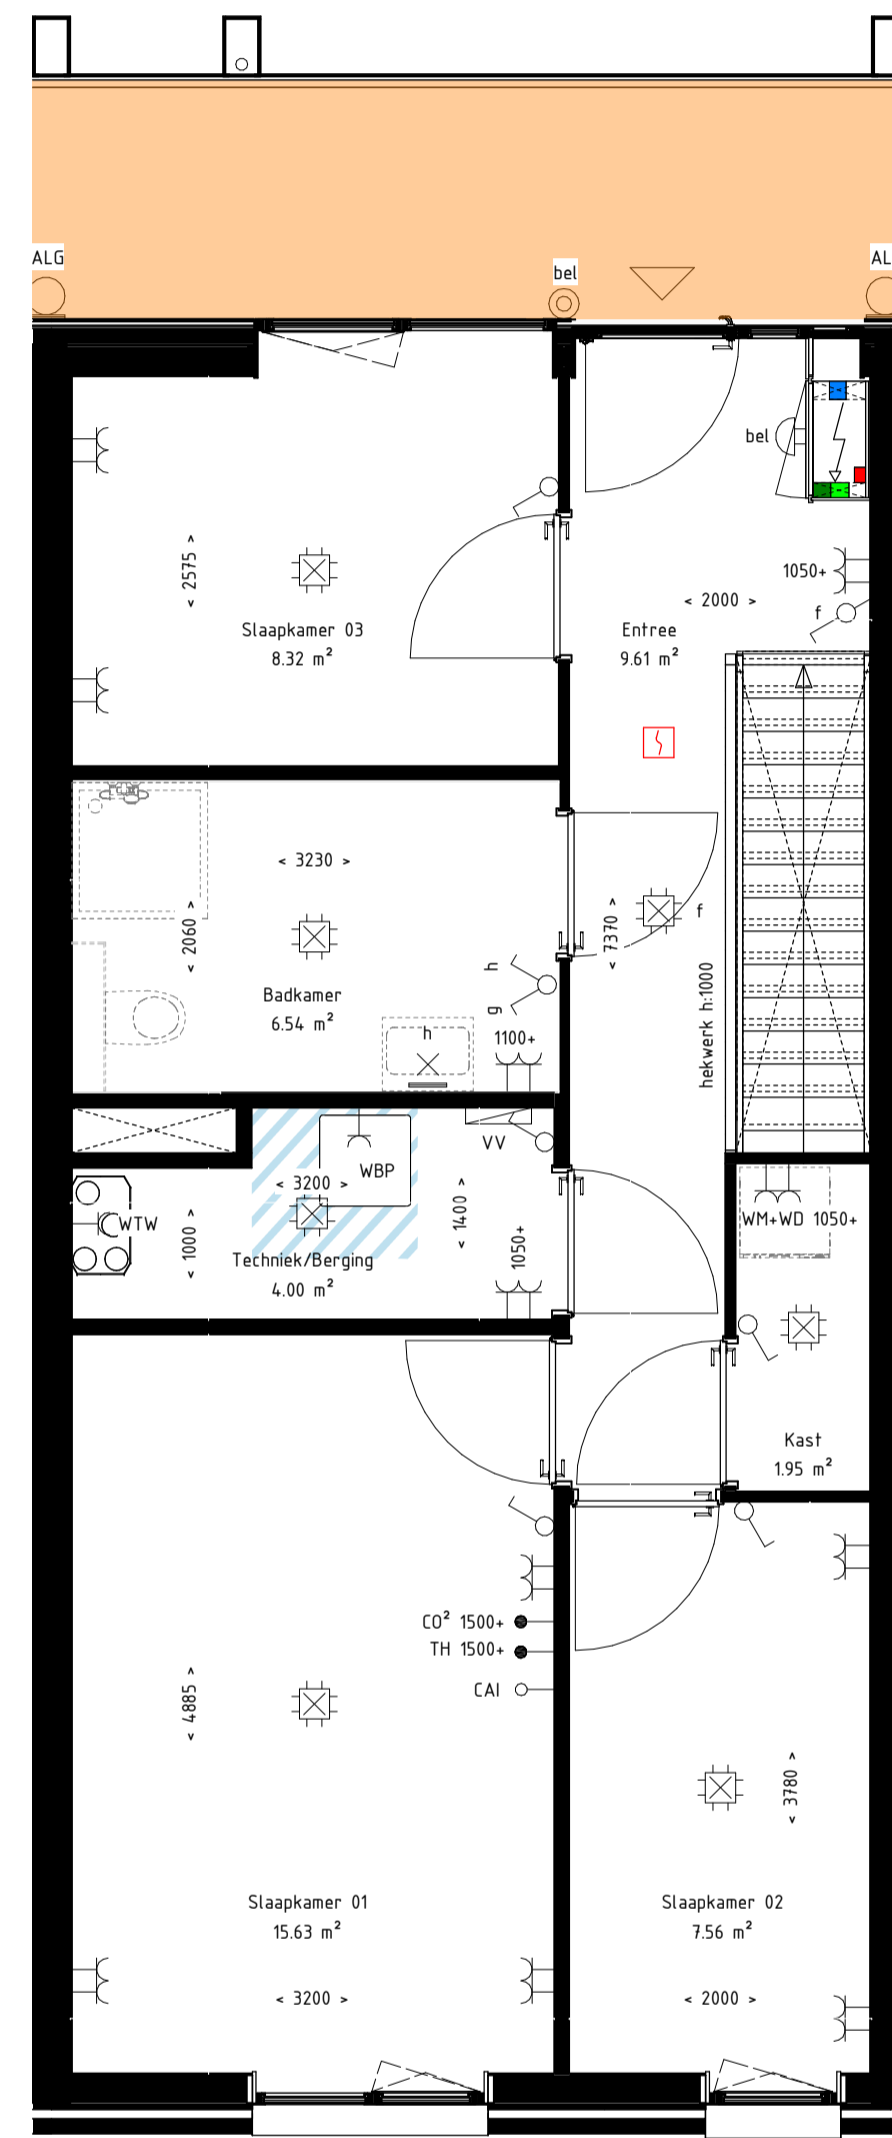 ALG
AL
bel
bel
1050+
< 2575 >
< 2000 >
f
Slaapkamer 03
8.32 m²
Entree
9.61 m²
< 3230 >
< 2060 >
f
< 7370 >
Badkamer
6.54 m²
h
g
h
1100+
hekwerk h:1000
VV
WBP
< 3200 >
< 1400 >
WTW
< 1000 >
WM+WD 1050+
1050+
Techniek/Berging
4.00 m²
Kast
1.95 m²
CO² 1500+
TH 1500+
CAI
< 4885 >
< 3780 >
Slaapkamer 01
15.63 m²
Slaapkamer 02
7.56 m²
< 3200 >
< 2000 >